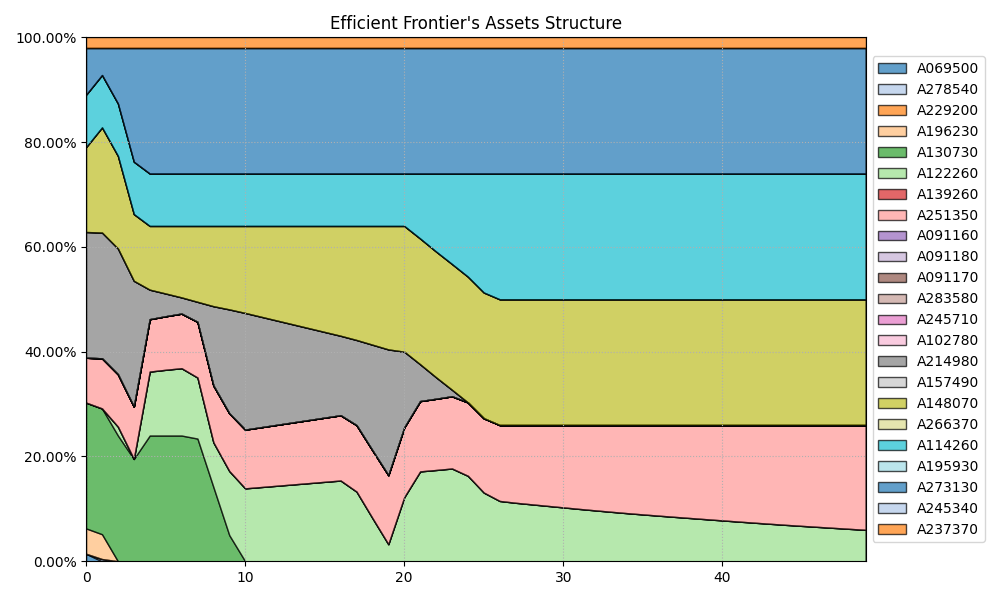 Efficient Frontier's Assets Structure
100.00%
80.00%
60.00%
40.00%
20.00%
0.00%
0
10
20
30
40
A069500
A278540
A229200
A196230
A130730
A122260
A139260
A251350
A091160
A091180
A091170
A283580
A245710
A102780
A214980
A157490
A148070
A266370
A114260
A195930
A273130
A245340
A237370